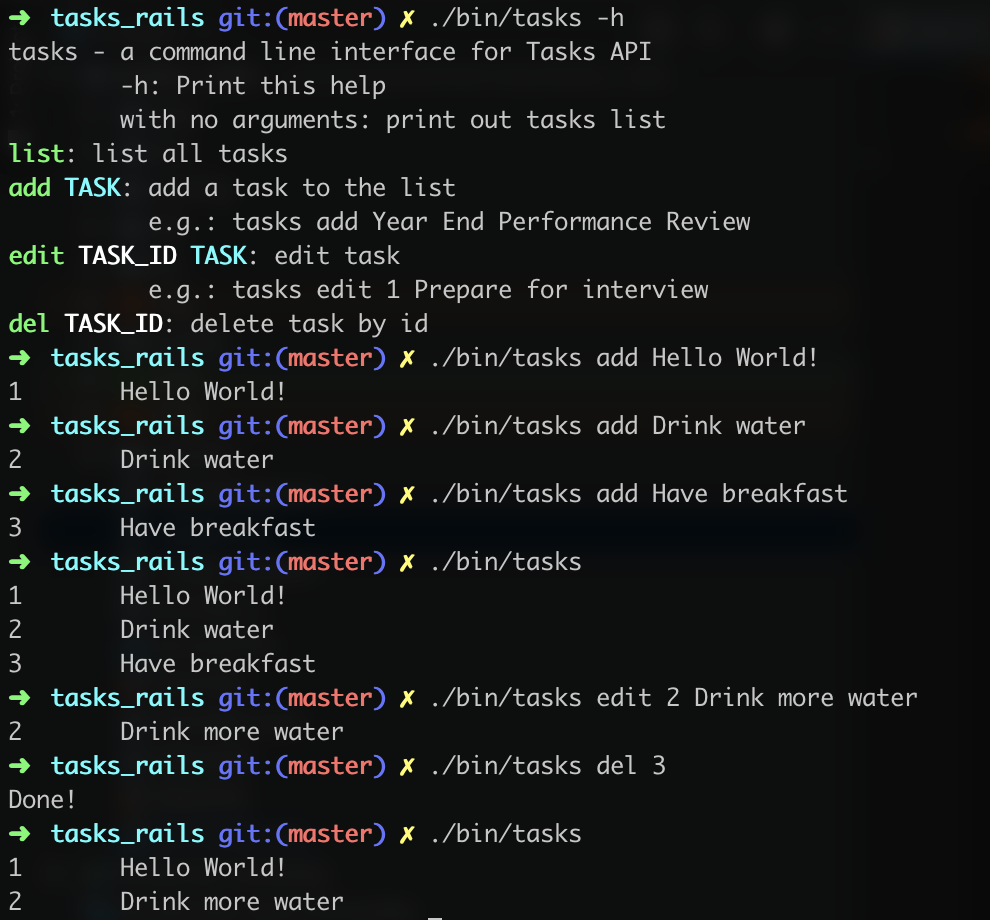 ➜ tasks_rails git:(master) ✗ ./bin/tasks -h
tasks - a command line interface for Tasks API
        -h: Print this help
        with no arguments: print out tasks list
list: list all tasks
add TASK: add a task to the list
          e.g.: tasks add Year End Performance Review
edit TASK_ID TASK: edit task
          e.g.: tasks edit 1 Prepare for interview
del TASK_ID: delete task by id
➜ tasks_rails git:(master) ✗ ./bin/tasks add Hello World!
1       Hello World!
➜ tasks_rails git:(master) ✗ ./bin/tasks add Drink water
2       Drink water
➜ tasks_rails git:(master) ✗ ./bin/tasks add Have breakfast
3       Have breakfast
➜ tasks_rails git:(master) ✗ ./bin/tasks
1       Hello World!
2       Drink water
3       Have breakfast
➜ tasks_rails git:(master) ✗ ./bin/tasks edit 2 Drink more water
2       Drink more water
➜ tasks_rails git:(master) ✗ ./bin/tasks del 3
Done!
➜ tasks_rails git:(master) ✗ ./bin/tasks
1       Hello World!
2       Drink more water